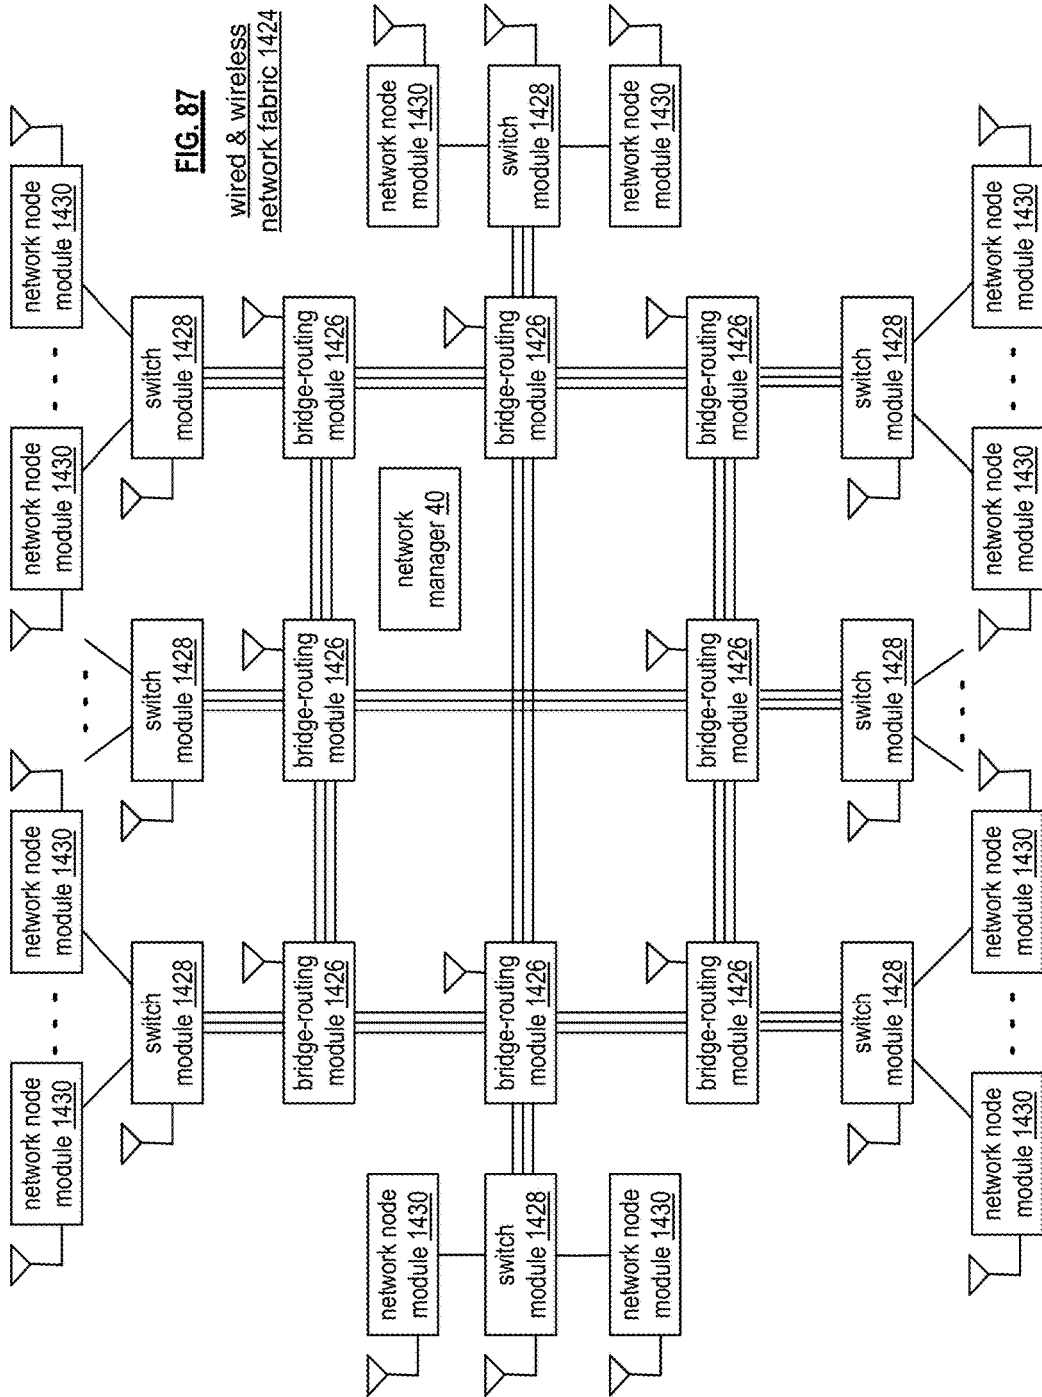 network node
module 1430
network node
module 1430
network node
module 1430
network node
module 1430
switch
module 1428
switch
module 1428
switch
module 1428
FIG. 87
wired & wireless
network fabric 1424
bridge-routing
module 1426
bridge-routing
module 1426
bridge-routing
module 1426
network node
module 1430
network
manager 40
network node
module 1430
switch
module 1428
bridge-routing
module 1426
bridge-routing
module 1426
switch
module 1428
network node
module 1430
network node
module 1430
bridge-routing
module 1426
bridge-routing
module 1426
bridge-routing
module 1426
switch
module 1428
switch
module 1428
switch
module 1428
network node
module 1430
network node
module 1430
network node
module 1430
network node
module 1430